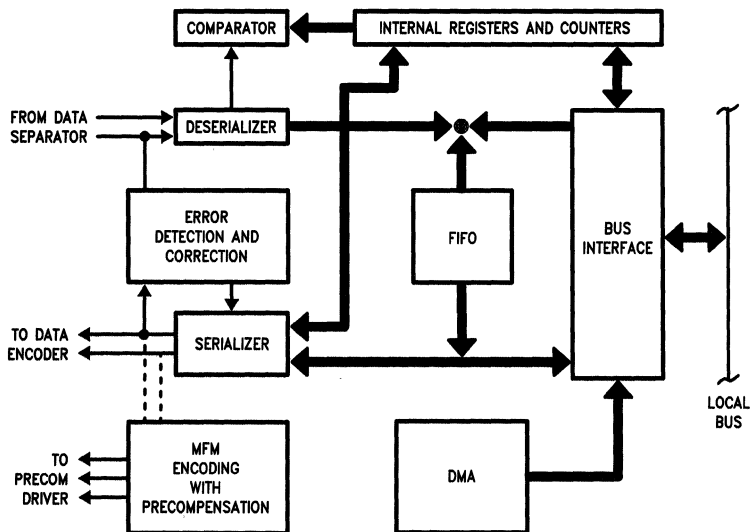 COMPARATOR
INTERNAL REGISTERS AND COUNTERS
FROM DATA
SEPARATOR
DESERIALIZER
ERROR
DETECTION AND
CORRECTION
FIFO
BUS
INTERFACE
TO DATA
ENCODER
SERIALIZER
LOCAL
BUS
TO
PRECOM
DRIVER
MFM
ENCODING
WITH
PRECOMPENSATION
DMA